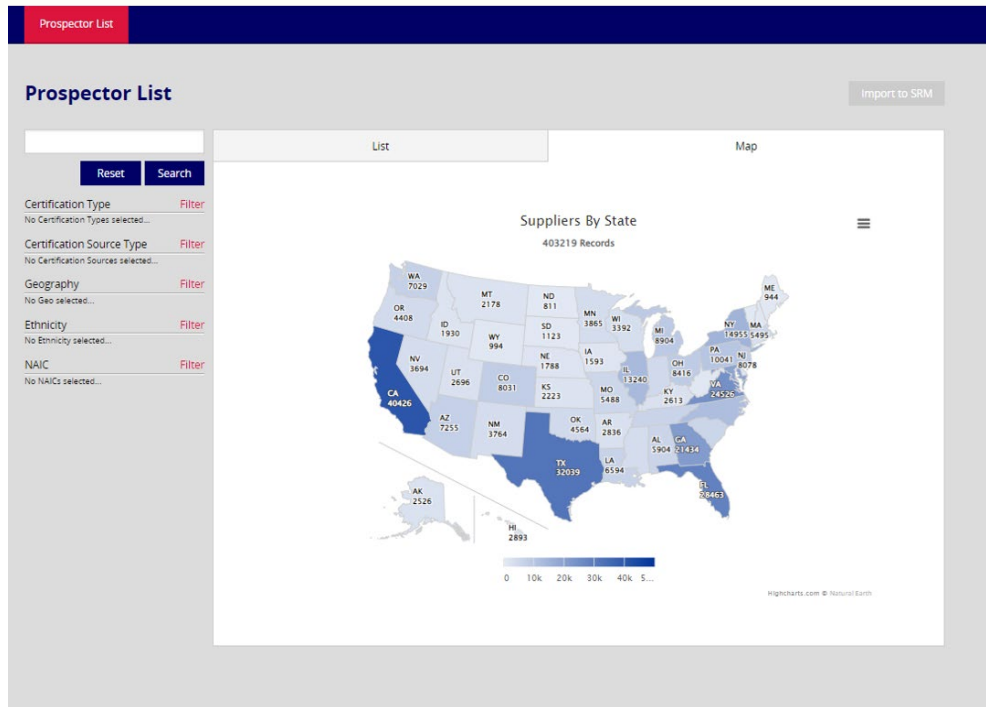 Prospector List
Prospector List
Import to SRM
Reset Search
Certification Type Filter
No Certification Types selected...
Certification Source Type Filter
No Certification Sources selected...
Geography Filter
No Geo selected...
Ethnicity Filter
No Ethnicity selected...
NAIC Filter
No NAICs selected...
List Map
Suppliers By State
403219 Records
WA
7029
OR
4408
MT
2178
ID
1930
ND
811
SD
1123
WY
994
MN
3865
WI
3392
MI
8904
NY
14955
MA
5495
ME
944
NV
3694
UT
2696
CO
8031
NE
1788
IA
1593
IL
13240
OH
8416
PA
10041
NJ
8078
CA
40426
KS
2223
MO
5488
KY
2613
VA
24526
AZ
7255
NM
3764
OK
4564
AR
2836
TX
32039
LA
6594
AL
5904
GA
21434
FL
28463
AK
2526
HI
2893
0 10k 20k 30k 40k 5...
Highcharts.com © Natural Earth